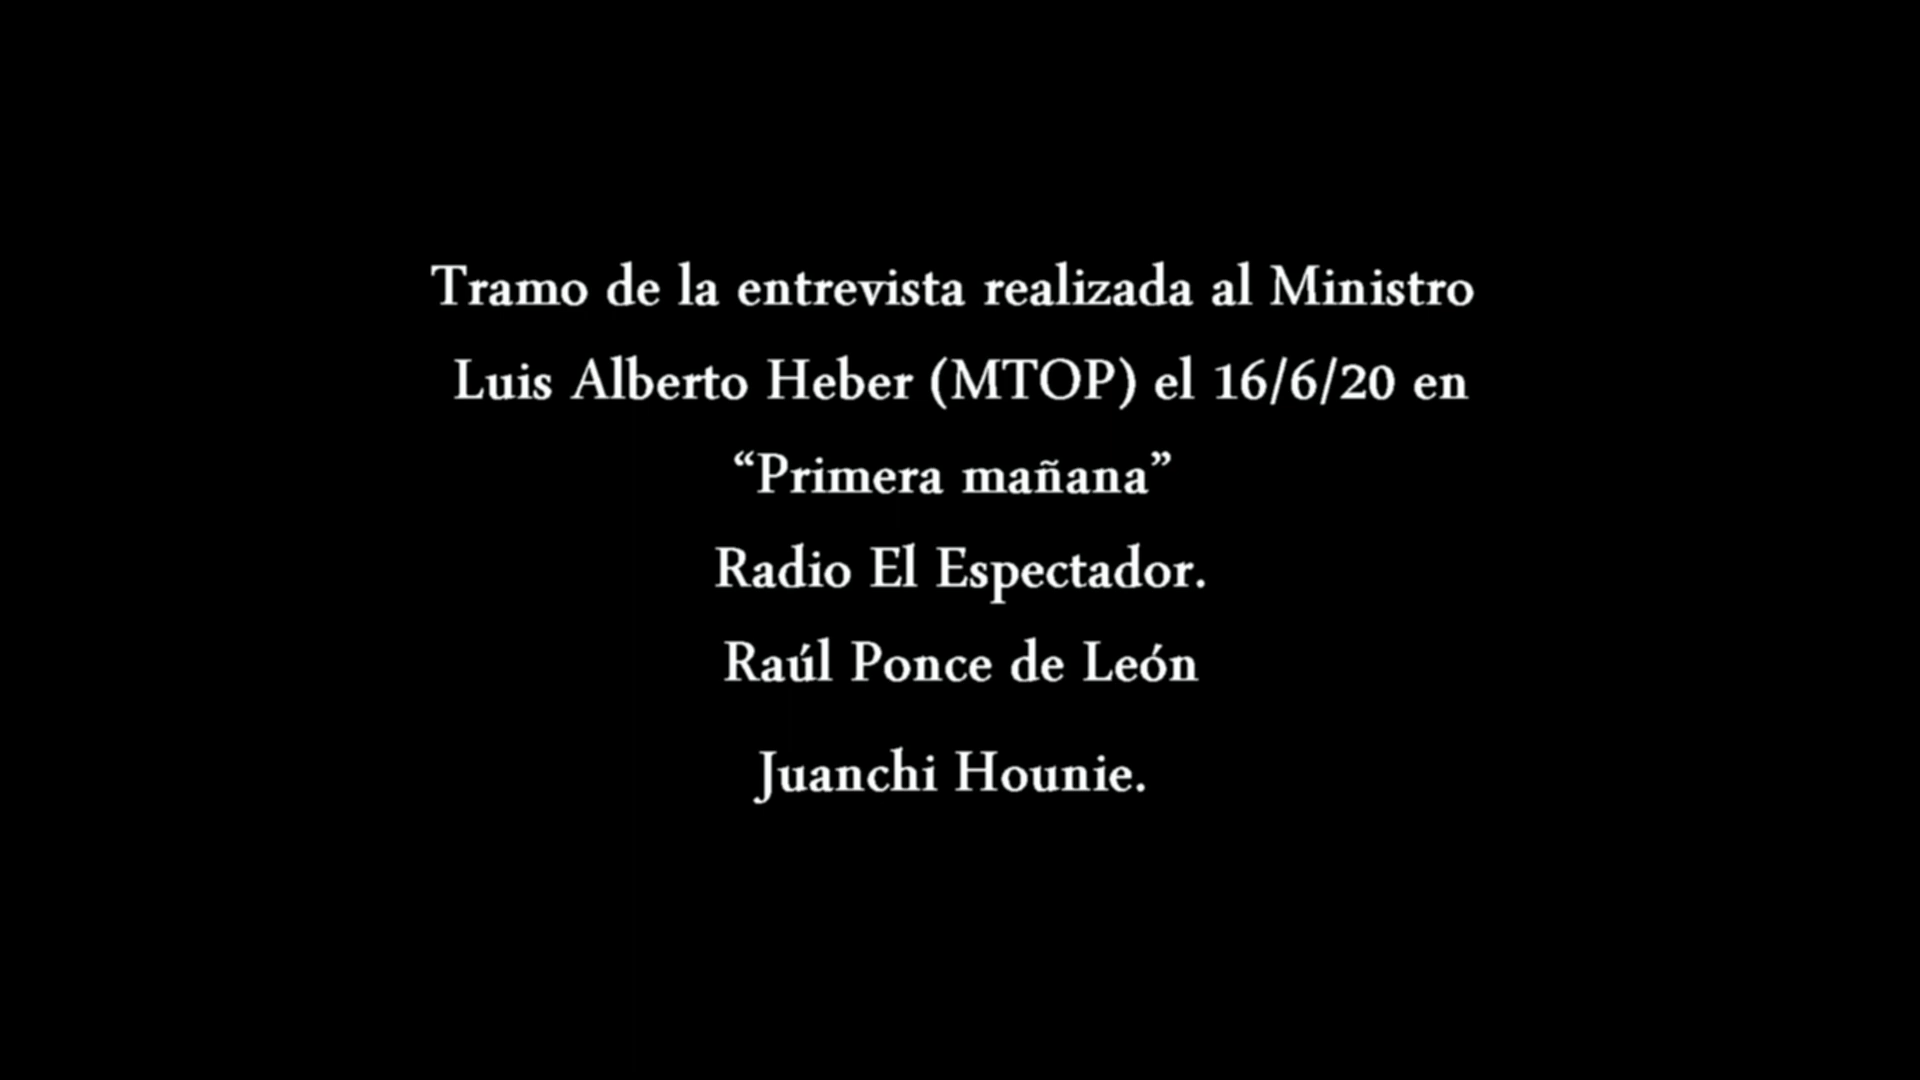 Tramo de la entrevista realizada al Ministro
Luis Alberto Heber (MTOP) el 16/6/20 en
“Primera mañana”
Radio El Espectador.
Raúl Ponce de León
Juanchi Hounie.